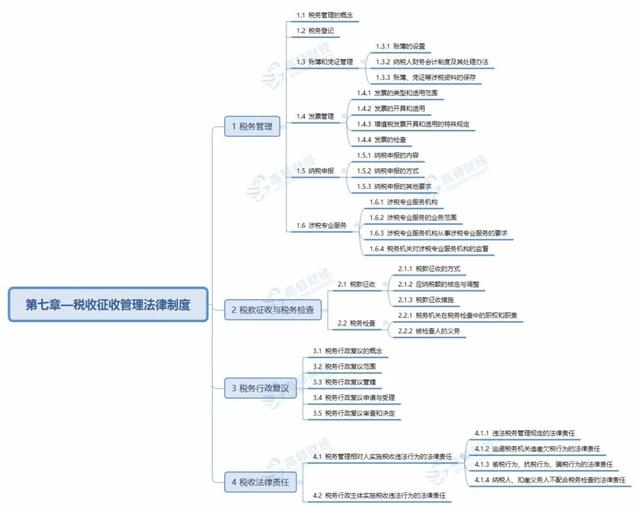 第七章—税收征收管理法律制度
1 税务管理
1.1 税务管理的概念
1.2 税务登记
1.3 账簿和凭证管理
1.3.1 账簿的设置
1.3.2 纳税人财务会计制度及其处理办法
1.3.3 账簿、凭证等涉税资料的保存
1.4 发票管理
1.4.1 发票的类型和适用范围
1.4.2 发票的开具和适用
1.4.3 增值税发票开具和适用的特殊规定
1.4.4 发票的检查
1.5 纳税申报
1.5.1 纳税申报的内容
1.5.2 纳税申报的方式
1.5.3 纳税申报的其他要求
1.6 涉税专业服务
1.6.1 涉税专业服务机构
1.6.2 涉税专业服务的业务范围
1.6.3 涉税专业服务机构从事涉税专业服务的要求
1.6.4 税务机关对涉税专业服务机构的监督
2 税款征收与税务检查
2.1 税款征收
2.1.1 税款征收的方式
2.1.2 应纳税额的核定与调整
2.1.3 税款征收措施
2.2 税务检查
2.2.1 税务机关在税务检查中的职权和职责
2.2.2 被检查人的义务
3 税务行政复议
3.1 税务行政复议的概念
3.2 税务行政复议范围
3.3 税务行政复议管辖
3.4 税务行政复议申请与受理
3.5 税务行政复议审查和决定
4 税收法律责任
4.1 税务管理相对人实施税收违法行为的法律责任
4.1.1 违法税务管理规定的法律责任
4.1.2 逃避税务机关追缴欠税行为的法律责任
4.1.3 偷税行为、抗税行为、骗税行为的法律责任
4.1.4 纳税人、扣缴义务人不配合税务检查的法律责任
4.2 税务行政主体实施税收违法行为的法律责任
高顿财经
高顿财经
高顿财经
高顿财经
高顿财经
高顿财经